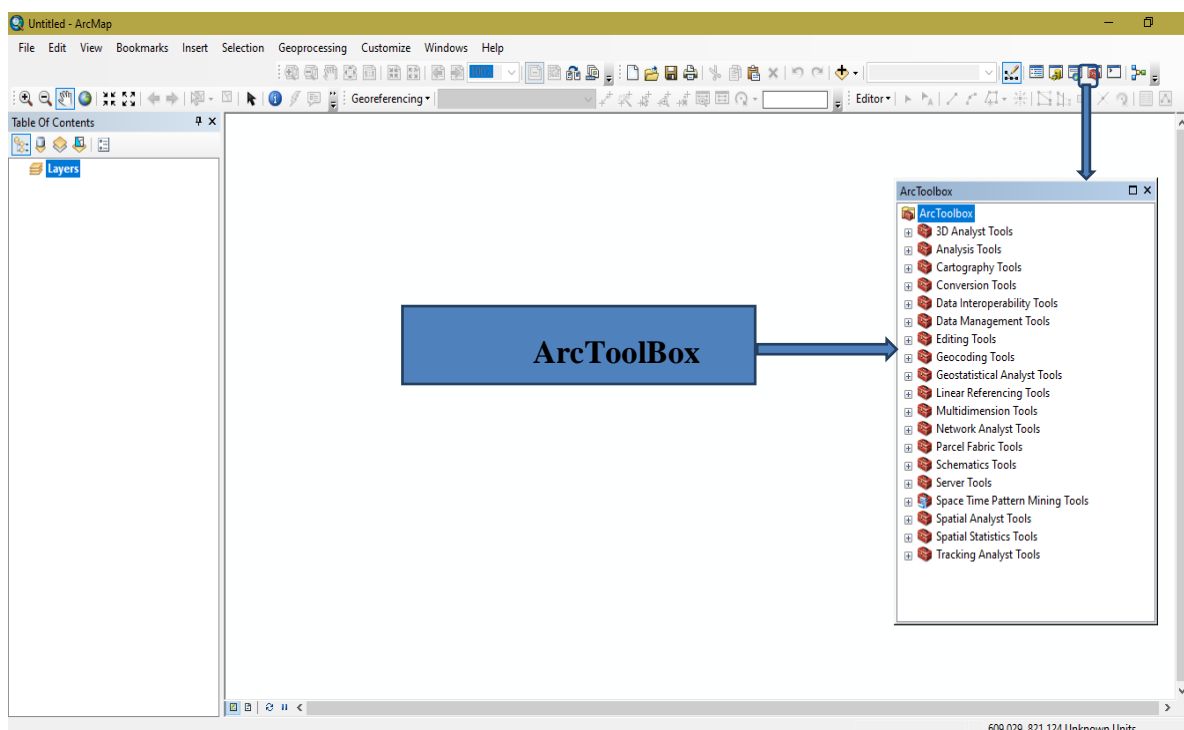 Untitled - ArcMap
File Edit View Bookmarks Insert Selection Geoprocessing Customize Windows Help
100%
Georeferencing
Editor
Table Of Contents
Layers
ArcToolbox
ArcToolbox
3D Analyst Tools
Analysis Tools
Cartography Tools
Conversion Tools
Data Interoperability Tools
Data Management Tools
Editing Tools
Geocoding Tools
Geostatistical Analyst Tools
Linear Referencing Tools
Multidimension Tools
Network Analyst Tools
Parcel Fabric Tools
Schematics Tools
Server Tools
Space Time Pattern Mining Tools
Spatial Analyst Tools
Spatial Statistics Tools
Tracking Analyst Tools
ArcToolBox
609.029 821.124 Unknown Units